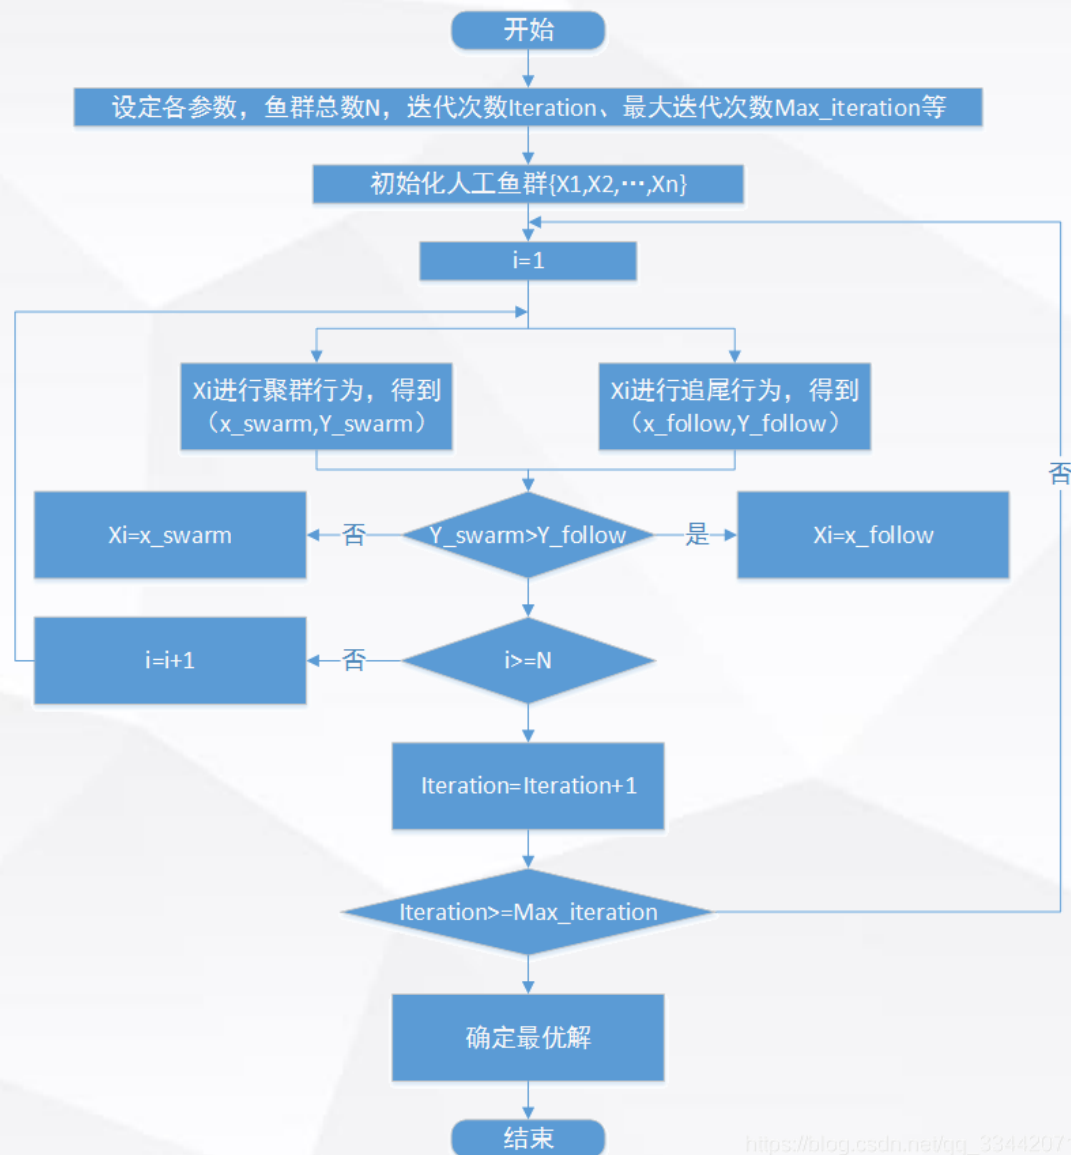 开始
设定各参数，鱼群总数N，迭代次数Iteration、最大迭代次数Max_iteration等
初始化人工鱼群{X1,X2,···,Xn}
i=1
Xi进行聚群行为，得到
（x_swarm,Y_swarm）
Xi进行追尾行为，得到
（x_follow,Y_follow）
否
Xi=x_swarm
否
Y_swarm>Y_follow
是
Xi=x_follow
i=i+1
否
i>=N
Iteration=Iteration+1
Iteration>=Max_iteration
确定最优解
结束
https://blog.csdn.net/qq_33442071